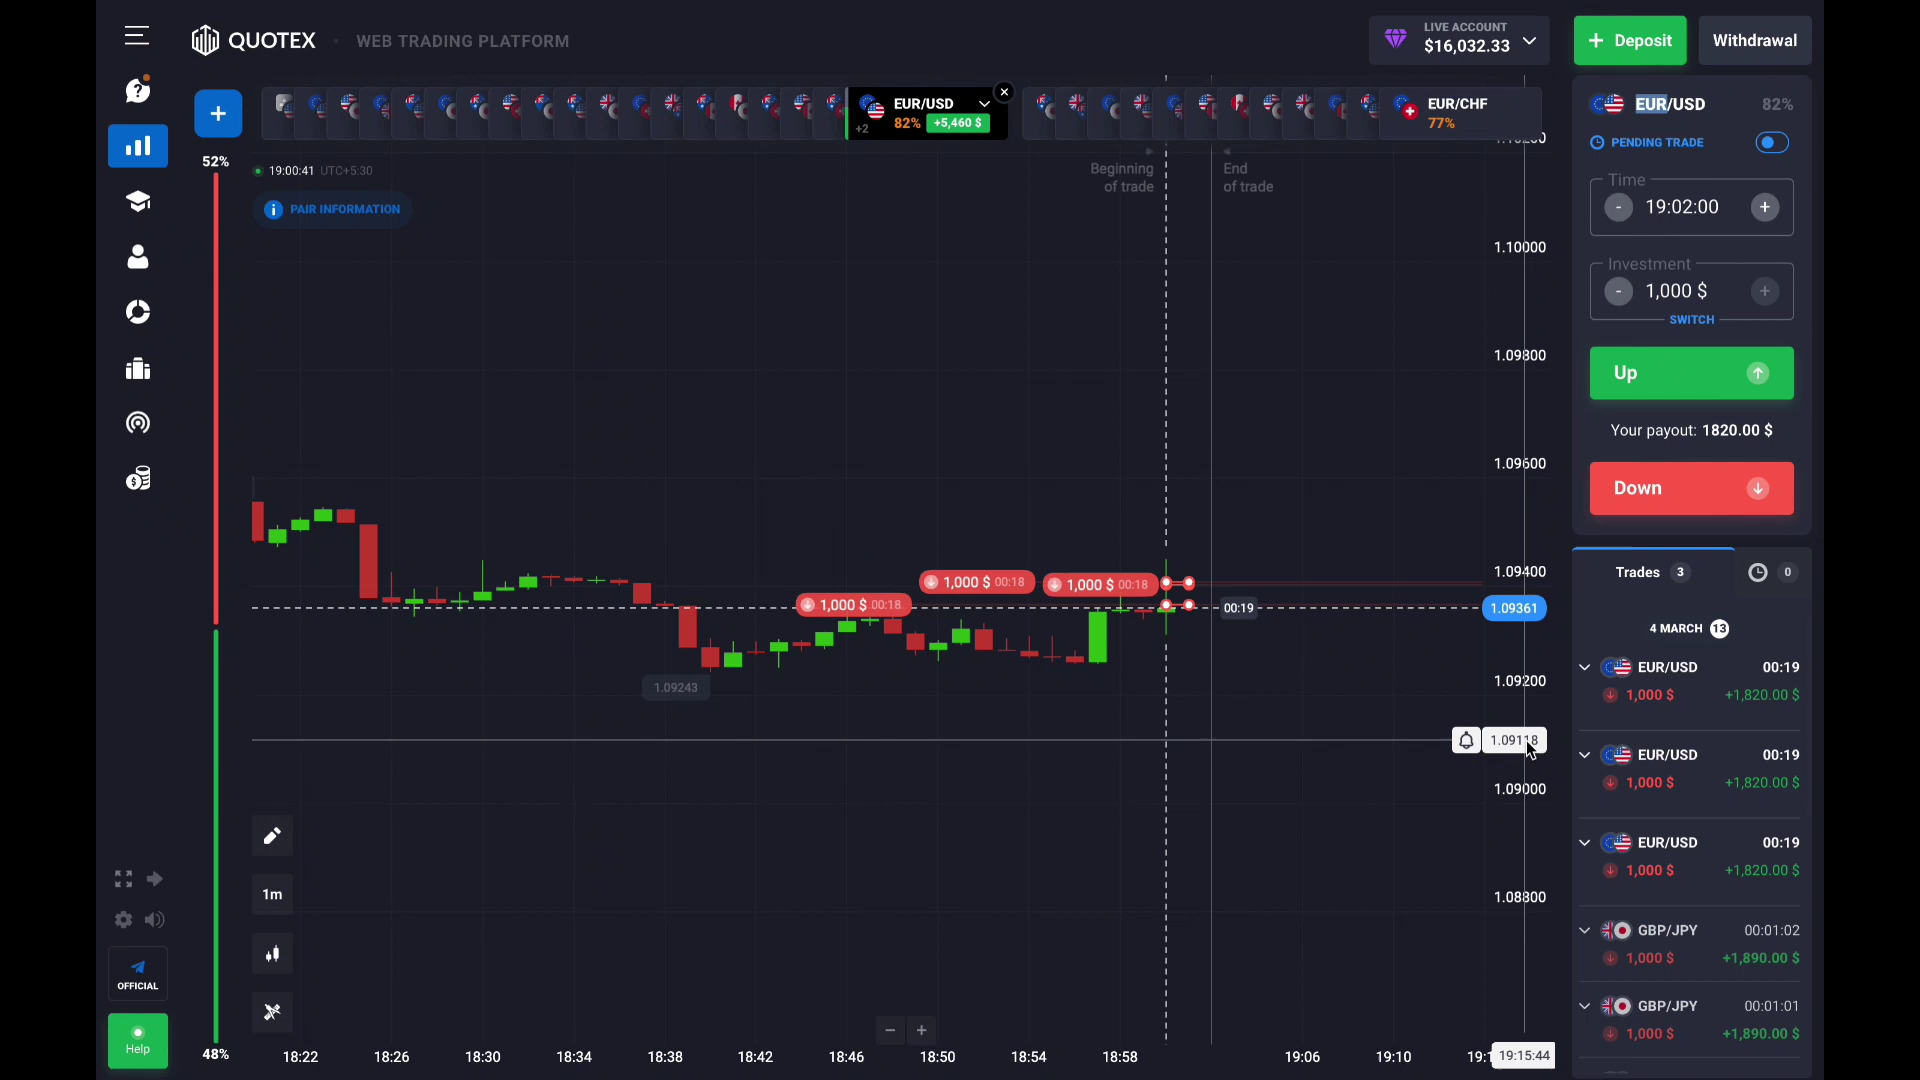 QUOTEX
WEB TRADING PLATFORM
LIVE ACCOUNT
$16,032.33
+ Deposit
Withdrawal
+
+2
EUR/USD
82% +5,460 $
EUR/CHF
77%
52%
19:00:41 UTC+5:30
i PAIR INFORMATION
Beginning
of trade
End
of trade
1.10000
1.09800
1.09600
1.09400
1.09361
1.09200
1.09118
1.09000
1.08800
1,000 $ 00:18
1,000 $ 00:18
1,000 $ 00:18
00:19
1.09243
1m
OFFICIAL
Help
48%
- +
18:22 18:26 18:30 18:34 18:38 18:42 18:46 18:50 18:54 18:58 19:06 19:10 19:15:44
EUR/USD 82%
PENDING TRADE
Time
- 19:02:00 +
Investment
- 1,000 $ +
SWITCH
Up
Your payout: 1820.00 $
Down
Trades 3 0
4 MARCH 13
EUR/USD 00:19
1,000 $ +1,820.00 $
EUR/USD 00:19
1,000 $ +1,820.00 $
EUR/USD 00:19
1,000 $ +1,820.00 $
GBP/JPY 00:01:02
1,000 $ +1,890.00 $
GBP/JPY 00:01:01
1,000 $ +1,890.00 $